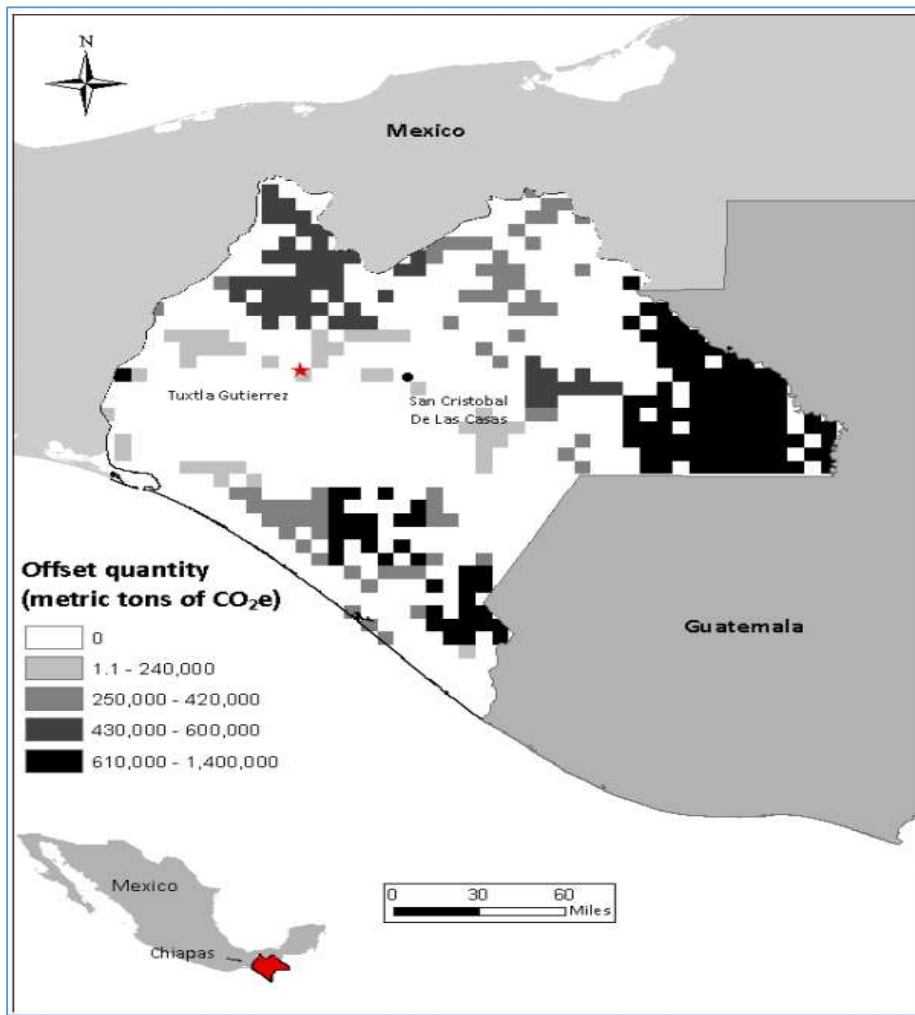 N
Mexico
Tuxtla Gutierrez
San Cristobal
De Las Casas
Offset quantity
(metric tons of CO₂e)
0
1.1 - 240,000
250,000 - 420,000
430,000 - 600,000
610,000 - 1,400,000
Guatemala
Mexico
Chiapas
0 30 60
Miles